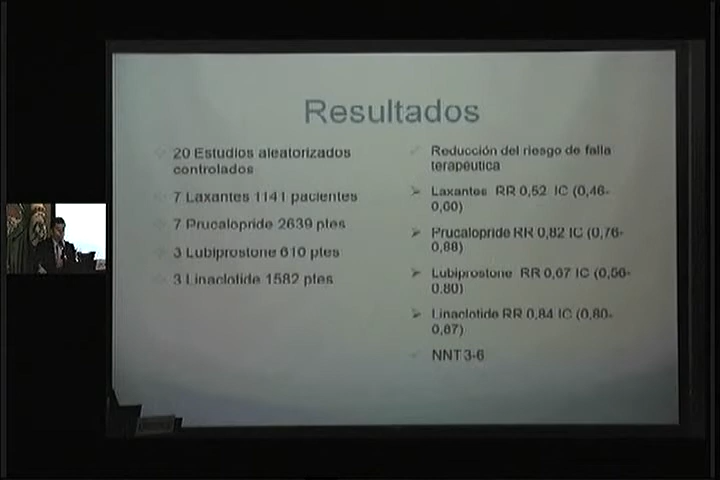 Resultados
20 Estudios aleatorizados
controlados
7 Laxantes 1141 pacientes
7 Prucalopride 2639 ptes
3 Lubiprostone 610 ptes
3 Linaclotide 1582 ptes
Reducción del riesgo de falla
terapéutica
Laxantes RR 0,52 IC (0,46-
0,60)
Prucalopride RR 0,82 IC (0,76-
0,88)
Lubiprostone RR 0,67 IC (0,56-
0,80)
Linaclotide RR 0,84 IC (0,80-
0,87)
NNT 3-6